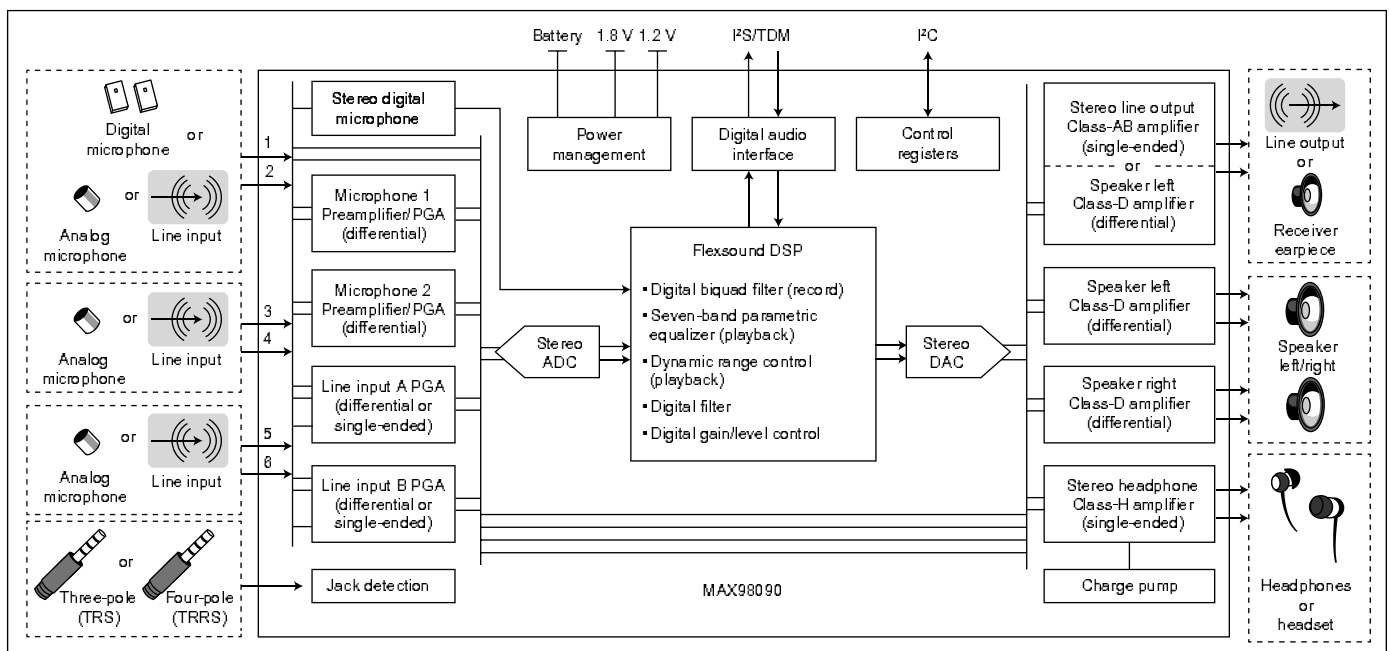 Battery
1.8 V
1.2 V
I²S/TDM
I²C
Digital
microphone
or
Analog
microphone
or
Line input
1
2
Analog
microphone
or
Line input
3
4
Analog
microphone
or
Line input
5
6
Three-pole
(TRS)
or
Four-pole
(TRRS)
Stereo digital
microphone
Microphone 1
Preamplifier/PGA
(differential)
Microphone 2
Preamplifier/PGA
(differential)
Line input A PGA
(differential or
single-ended)
Line input B PGA
(differential or
single-ended)
Jack detection
Power
management
Digital audio
interface
Control
registers
Stereo
ADC
Flexsound DSP
▪ Digital biquad filter (record)
▪ Seven-band parametric
equalizer (playback)
▪ Dynamic range control
(playback)
▪ Digital filter
▪ Digital gain/level control
Stereo
DAC
MAX98090
Stereo line output
Class-AB amplifier
(single-ended)
or
Speaker left
Class-D amplifier
(differential)
Speaker left
Class-D amplifier
(differential)
Speaker right
Class-D amplifier
(differential)
Stereo headphone
Class-H amplifier
(single-ended)
Charge pump
Line output
or
Receiver
earpiece
Speaker
left/right
Headphones
or
headset